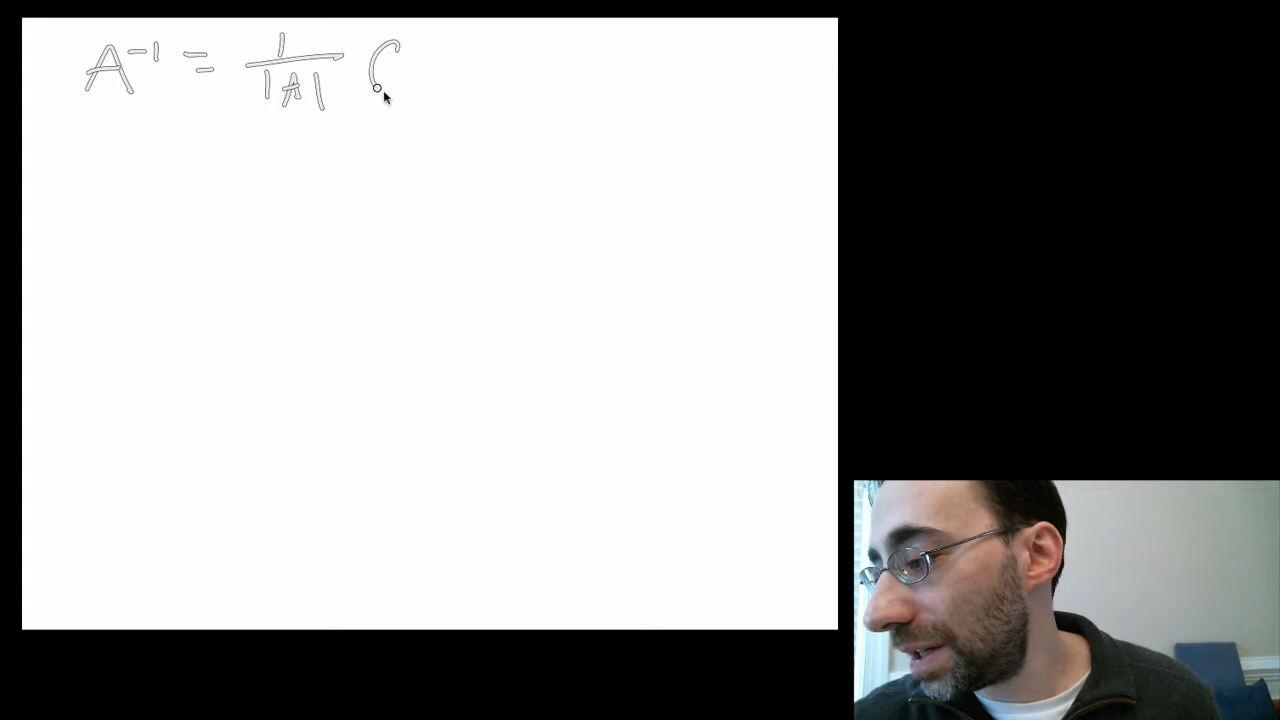 A⁻¹ = 1/|A| C